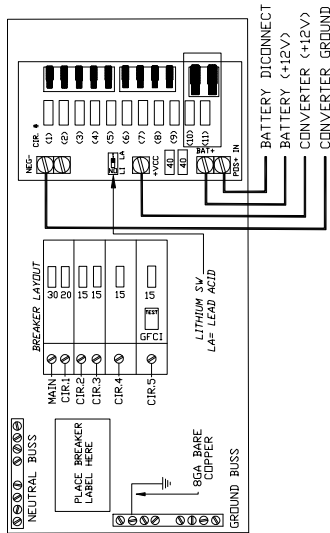 CIR. #
(1)
(2)
(3)
(4)
(5)
(6)
(7)
(8)
(9)
(10)
(11)
NEG-
LI LA
+VCC
40
40
BAT+
POS+ IN
BATTERY DICONNECT
BATTERY (+12V)
CONVERTER (+12V)
CONVERTER GROUND
LITHIUM SW
LA= LEAD ACID
BREAKER LAYOUT
30
20
15
15
15
15
TEST
GFCI
MAIN
CIR.1
CIR.2
CIR.3
CIR.4
CIR.5
NEUTRAL BUSS
PLACE BREAKER
LABEL HERE
8GA BARE
COPPER
GROUND BUSS